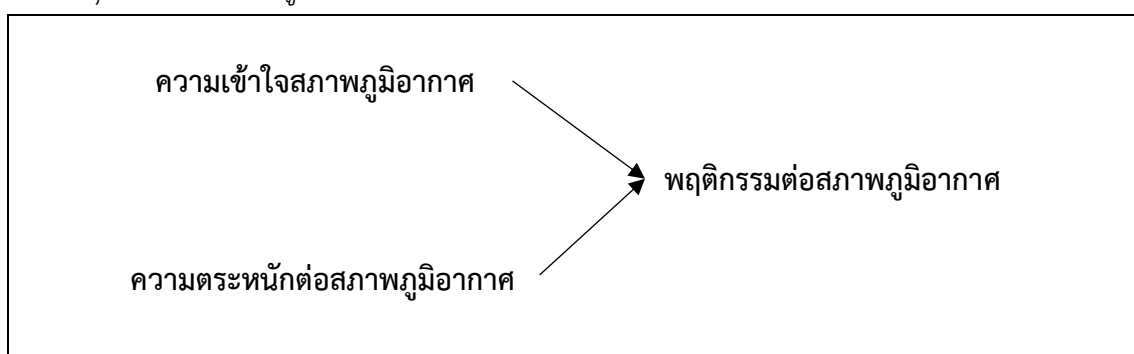 ความเข้าใจสภาพภูมิอากาศ
พฤติกรรมต่อสภาพภูมิอากาศ
ความตระหนักต่อสภาพภูมิอากาศ